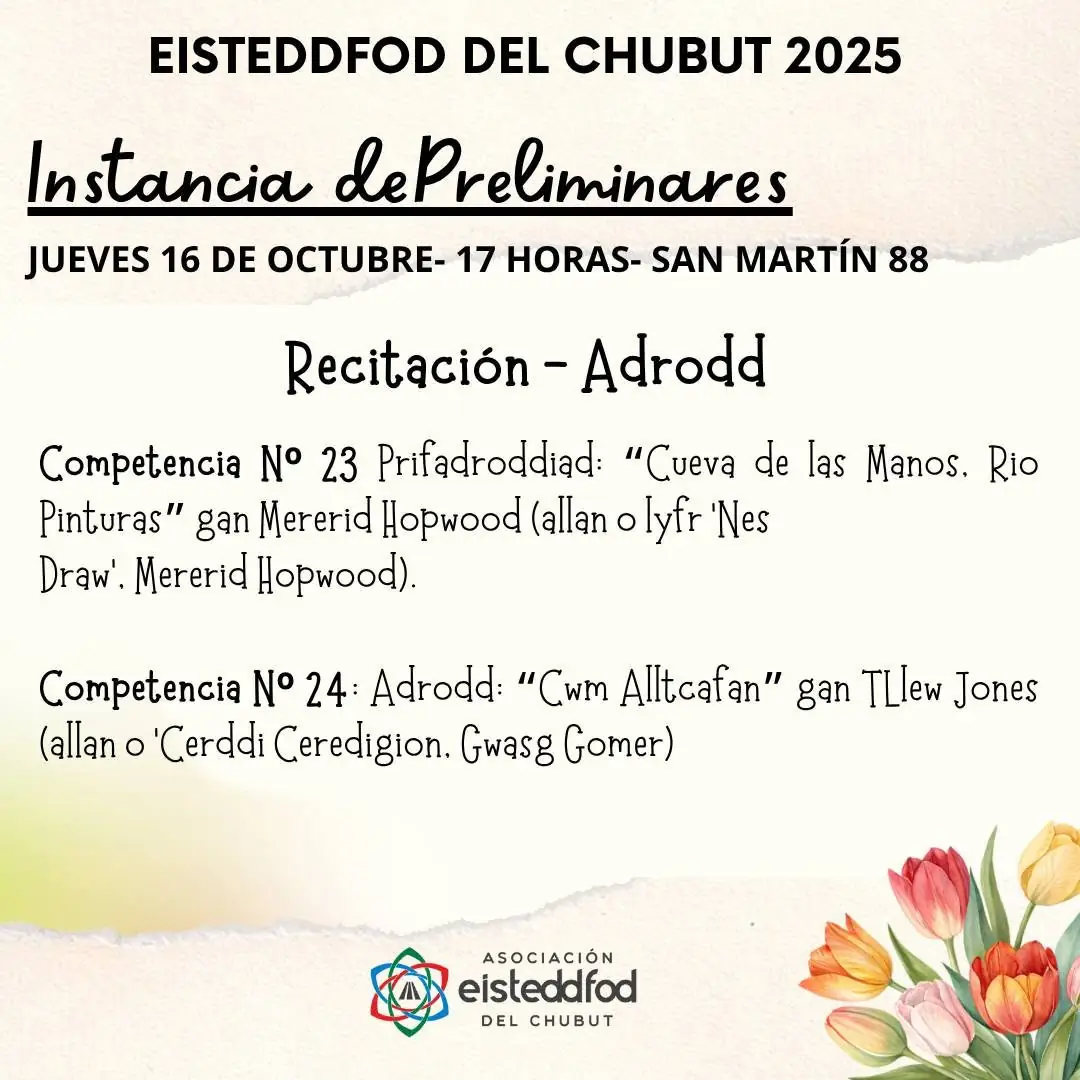 EISTEDDFOD DEL CHUBUT 2025
Instancia dePreliminares
JUEVES 16 DE OCTUBRE- 17 HORAS- SAN MARTÍN 88
Recitación - Adrodd
Competencia Nº 23 Prifadroddiad: “Cueva de las Manos, Rio
Pinturas” gan Mererid Hopwood (allan o lyfr 'Nes
Draw', Mererid Hopwood).
Competencia Nº 24: Adrodd: “Cwm Alltcafan” gan TLlew Jones
(allan o 'Cerddi Ceredigion, Gwasg Gomer)
ASOCIACIÓN
eisteddfod
DEL CHUBUT